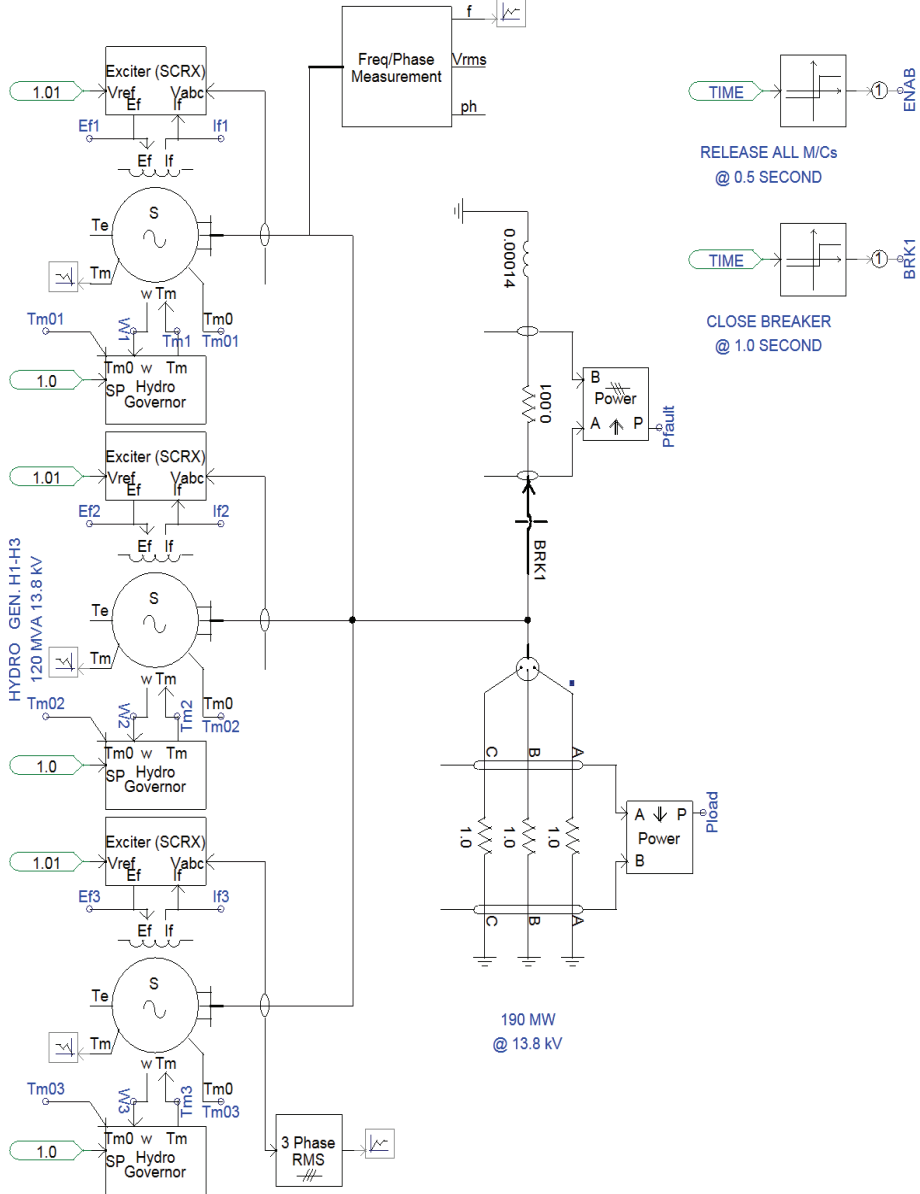 f
Vrms
ph
Freq/Phase
Measurement
1.01
Exciter (SCRX)
Vref
Vabc
Ef
If
Ef1
If1
Ef
If
S
Te
Tm
w Tm
Tm0
Tm01
Tm01
W1
Tm1
1.0
Tm0 w Tm
SP Hydro
Governor
1.01
Exciter (SCRX)
Vref
Vabc
Ef
If
Ef2
If2
Ef
If
S
Te
Tm
w Tm
Tm0
Tm02
Tm02
W2
Tm2
1.0
Tm0 w Tm
SP Hydro
Governor
HYDRO GEN. H1-H3
120 MVA 13.8 kV
1.01
Exciter (SCRX)
Vref
Vabc
Ef
If
Ef3
If3
Ef
If
S
Te
Tm
w Tm
Tm0
Tm03
Tm03
W3
Tm3
1.0
Tm0 w Tm
SP Hydro
Governor
3 Phase
RMS
TIME
1
ENAB
RELEASE ALL M/Cs
@ 0.5 SECOND
TIME
1
BRK1
CLOSE BREAKER
@ 1.0 SECOND
0.00014
0.001
B
Power
A
P
Pfault
BRK1
C
B
A
1.0
1.0
1.0
C
B
A
A
P
Power
B
Pload
190 MW
@ 13.8 kV